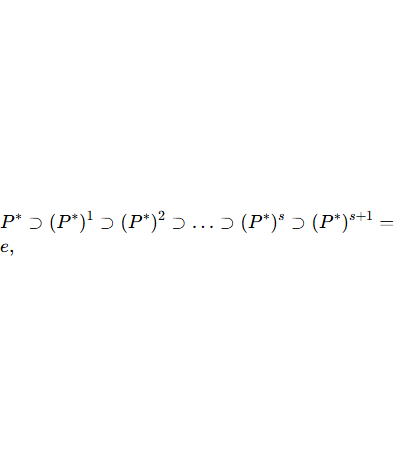 P* ⊃ (P*)¹ ⊃ (P*)² ⊃ … ⊃ (P*)ˢ ⊃ (P*)ˢ⁺¹ =
e,